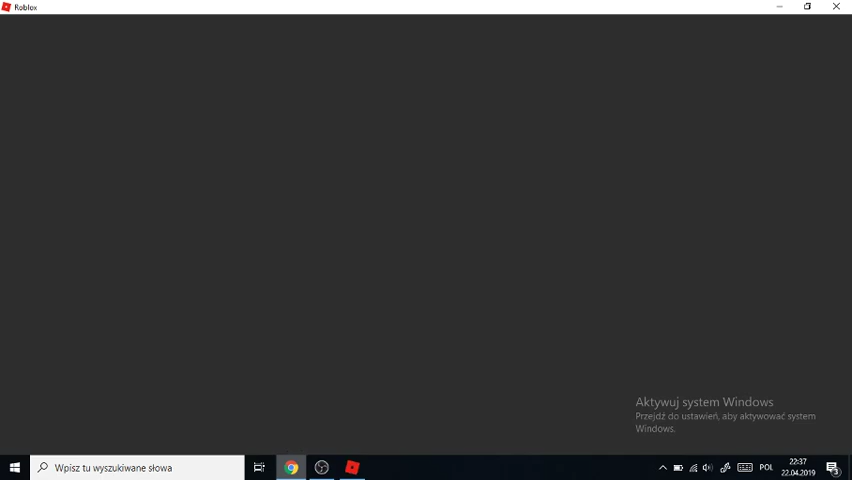 Roblox
Aktywuj system Windows
Przejdź do ustawień, aby aktywować system
Windows.
Wpisz tu wyszukiwane słowa
POL
22:37
22.04.2019
3